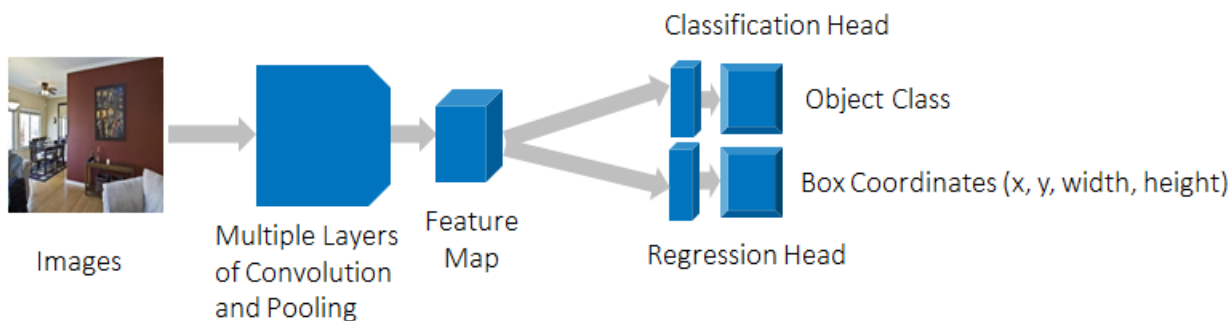 Classification Head
Object Class
Box Coordinates (x, y, width, height)
Regression Head
Feature
Map
Multiple Layers
of Convolution
and Pooling
Images